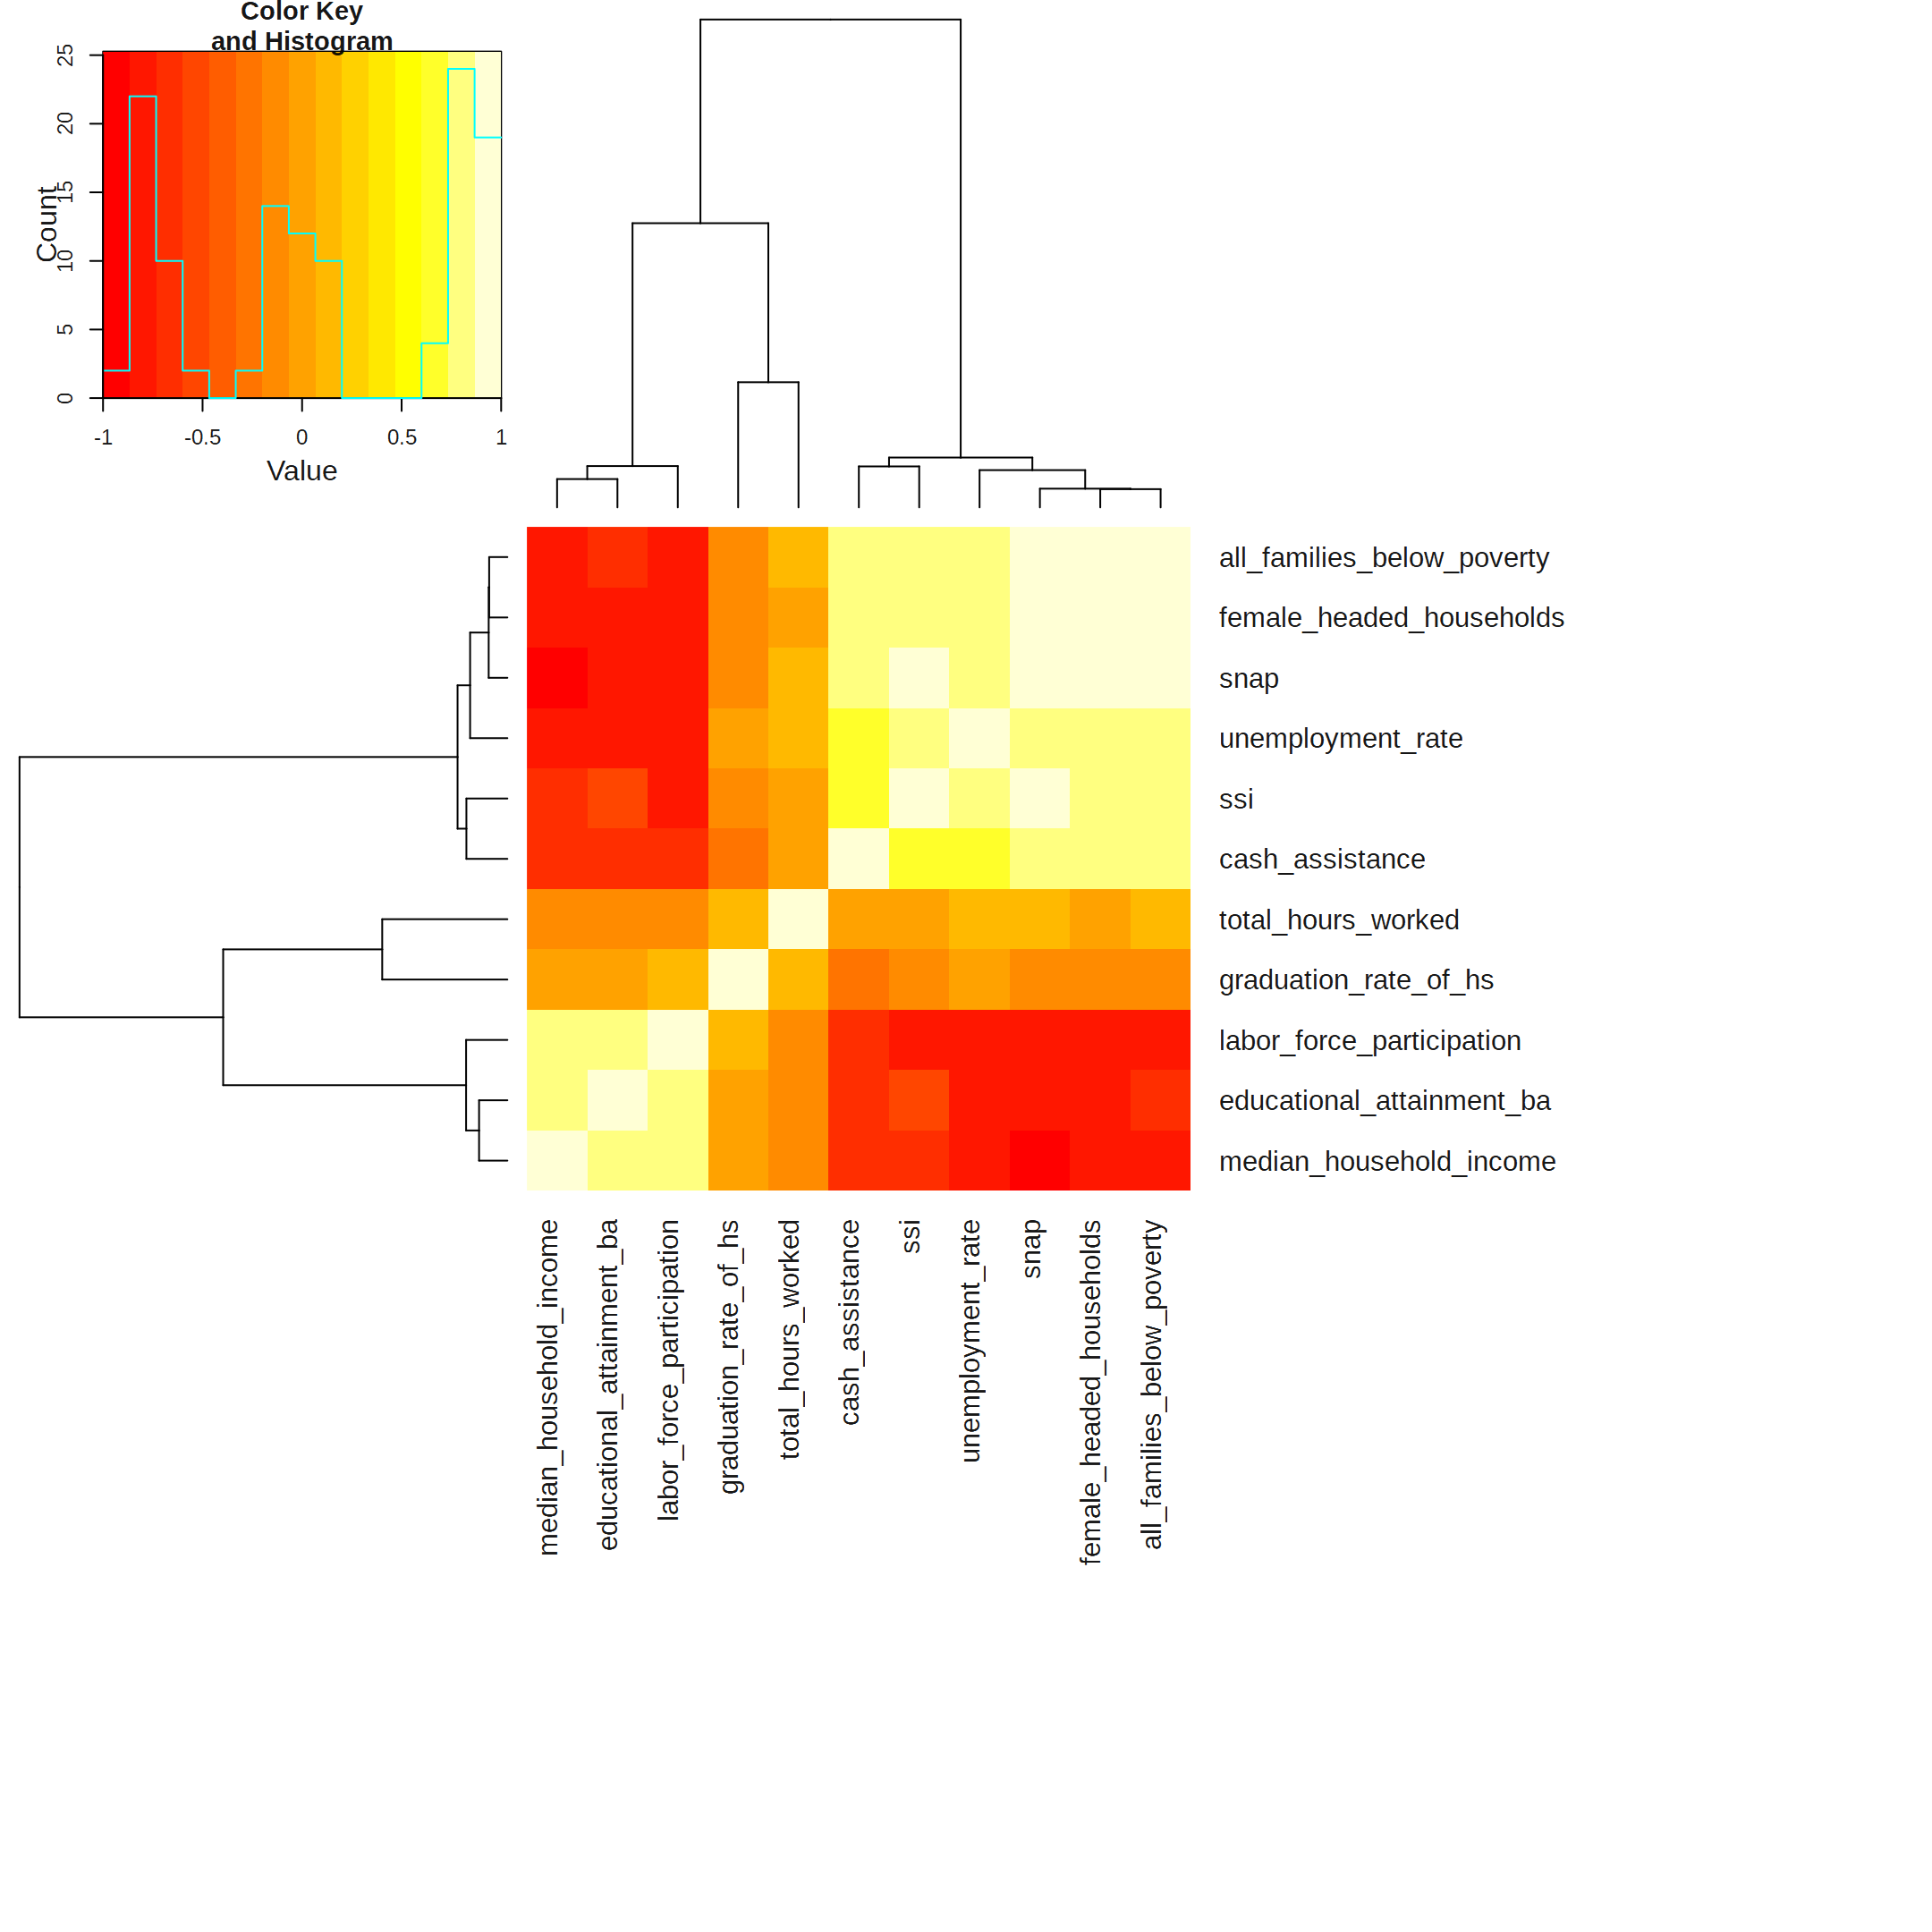 Color Key
and Histogram
Count
0
5
10
15
20
25
-1
-0.5
0
0.5
1
Value
all_families_below_poverty
female_headed_households
snap
unemployment_rate
ssi
cash_assistance
total_hours_worked
graduation_rate_of_hs
labor_force_participation
educational_attainment_ba
median_household_income
median_household_income
educational_attainment_ba
labor_force_participation
graduation_rate_of_hs
total_hours_worked
cash_assistance
ssi
unemployment_rate
snap
female_headed_households
all_families_below_poverty